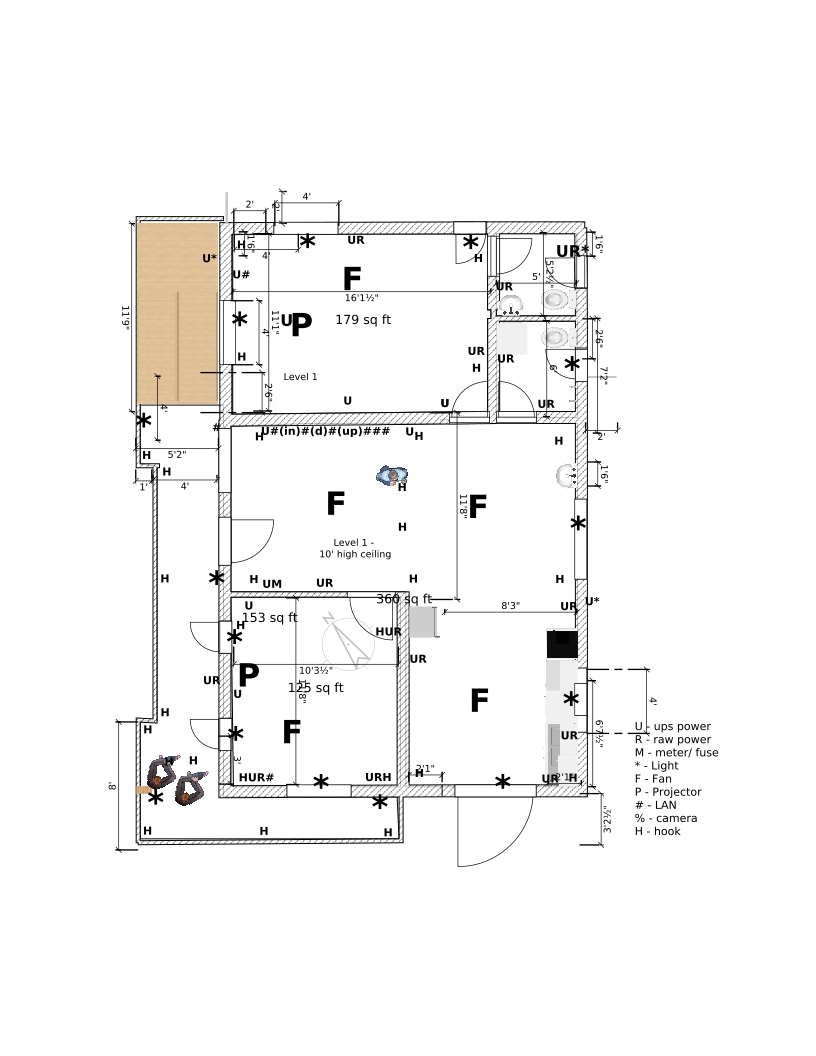 4'
2'
2'
H
1'6"
4'
*
UR
*
H
UR*
1'6"
U*
U#
F
UR
5'
5'2½"
16'1½"
11'9"
*
UP
179 sq ft
11'1"
4'
2'6"
H
UR
H
UR
*
6'
7'2"
Level 1
2'6"
4'
U
U
UR
*
#
U#(in)#(d)#(up)###
H
U
H
H
2'
5'2"
H
H
1'
4'
1'6"
H
F
F
11'8"
*
H
Level 1 -
10' high ceiling
H
*
H
UM
UR
H
H
360 sq ft
U
153 sq ft
8'3"
UR
U*
H
*
HUR
UR
10'3½"
UR
P
U
125 sq ft
F
*
4'
H
H
*
F
UR
6'7½"
H
H
3'
8'
HUR#
*
URH
2'1"
H
*
UR
H
2'1"
*
*
3'2½"
H
H
H
U - ups power
R - raw power
M - meter/ fuse
* - Light
F - Fan
P - Projector
# - LAN
% - camera
H - hook